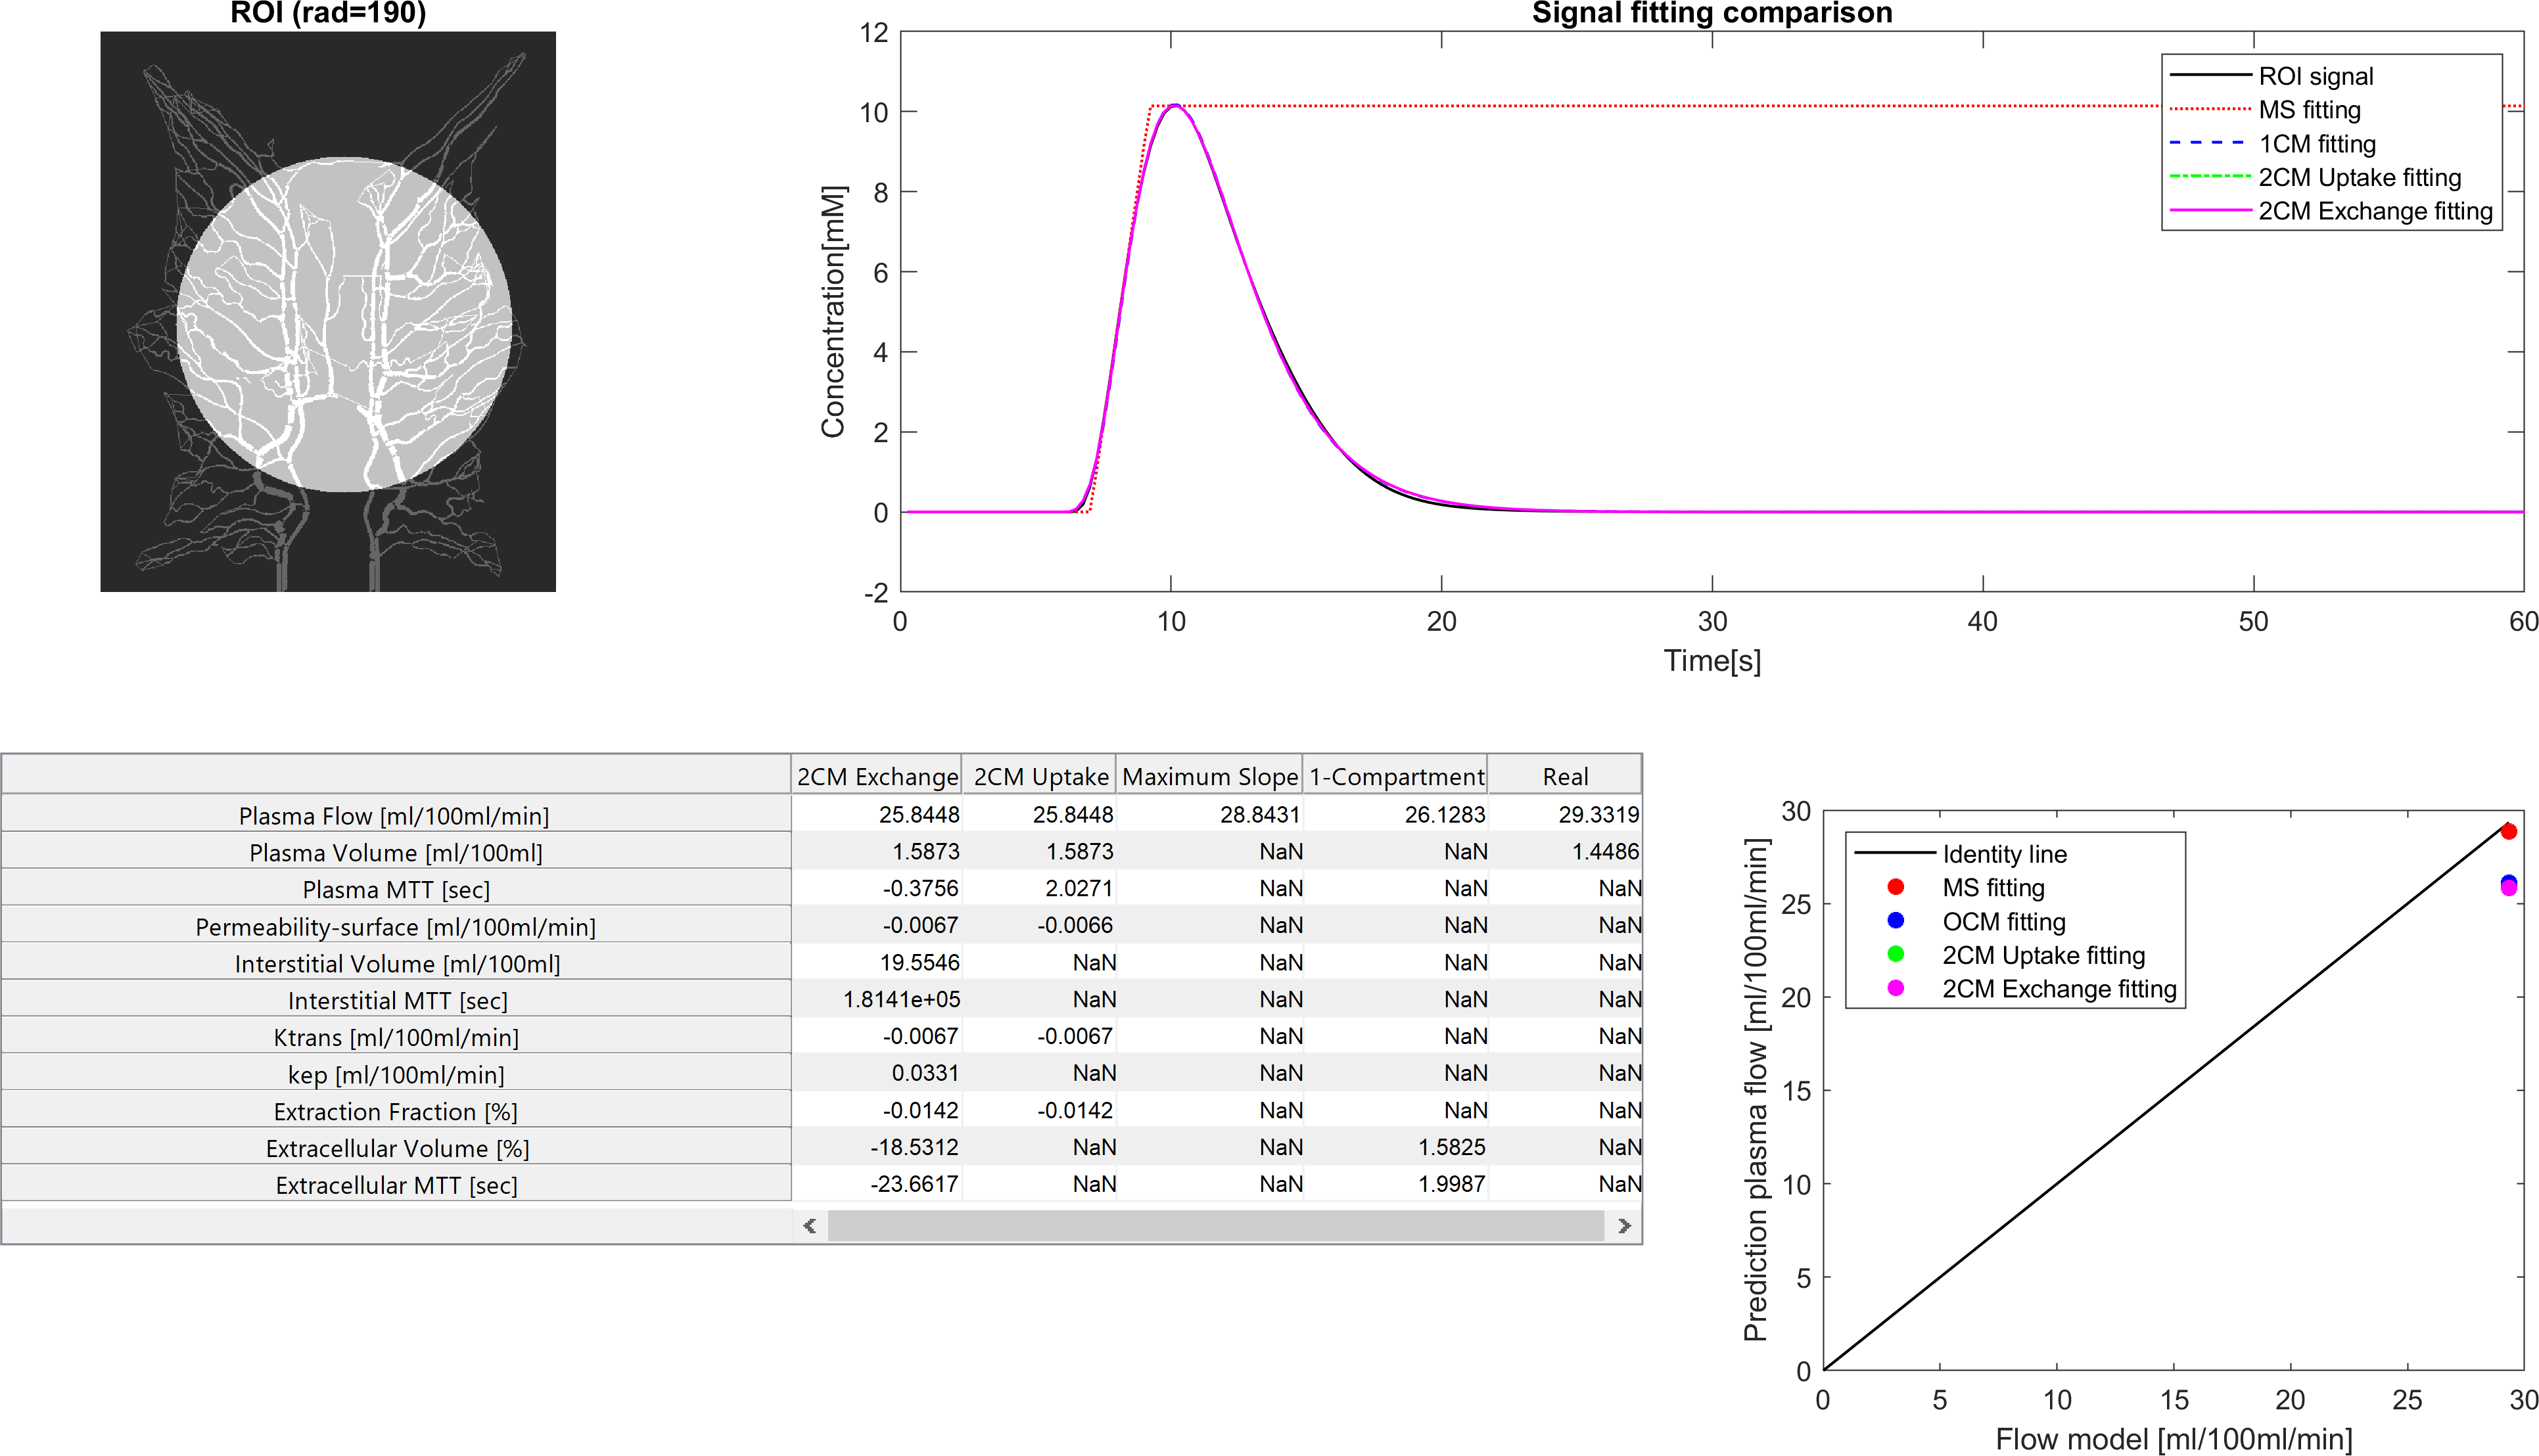 ROI (rad=190)
Signal fitting comparison
12
10
8
6
4
2
0
-2
Concentration[mM]
0 10 20 30 40 50 60
Time[s]
ROI signal
MS fitting
1CM fitting
2CM Uptake fitting
2CM Exchange fitting
2CM Exchange 2CM Uptake Maximum Slope 1-Compartment Real
Plasma Flow [ml/100ml/min] 25.8448 25.8448 28.8431 26.1283 29.3319
Plasma Volume [ml/100ml] 1.5873 1.5873 NaN NaN 1.4486
Plasma MTT [sec] -0.3756 2.0271 NaN NaN NaN
Permeability-surface [ml/100ml/min] -0.0067 -0.0066 NaN NaN NaN
Interstitial Volume [ml/100ml] 19.5546 NaN NaN NaN NaN
Interstitial MTT [sec] 1.8141e+05 NaN NaN NaN NaN
Ktrans [ml/100ml/min] -0.0067 -0.0067 NaN NaN NaN
kep [ml/100ml/min] 0.0331 NaN NaN NaN NaN
Extraction Fraction [%] -0.0142 -0.0142 NaN NaN NaN
Extracellular Volume [%] -18.5312 NaN NaN 1.5825 NaN
Extracellular MTT [sec] -23.6617 NaN NaN 1.9987 NaN
30
25
20
15
10
5
0
Prediction plasma flow [ml/100ml/min]
Identity line
MS fitting
OCM fitting
2CM Uptake fitting
2CM Exchange fitting
0 5 10 15 20 25 30
Flow model [ml/100ml/min]